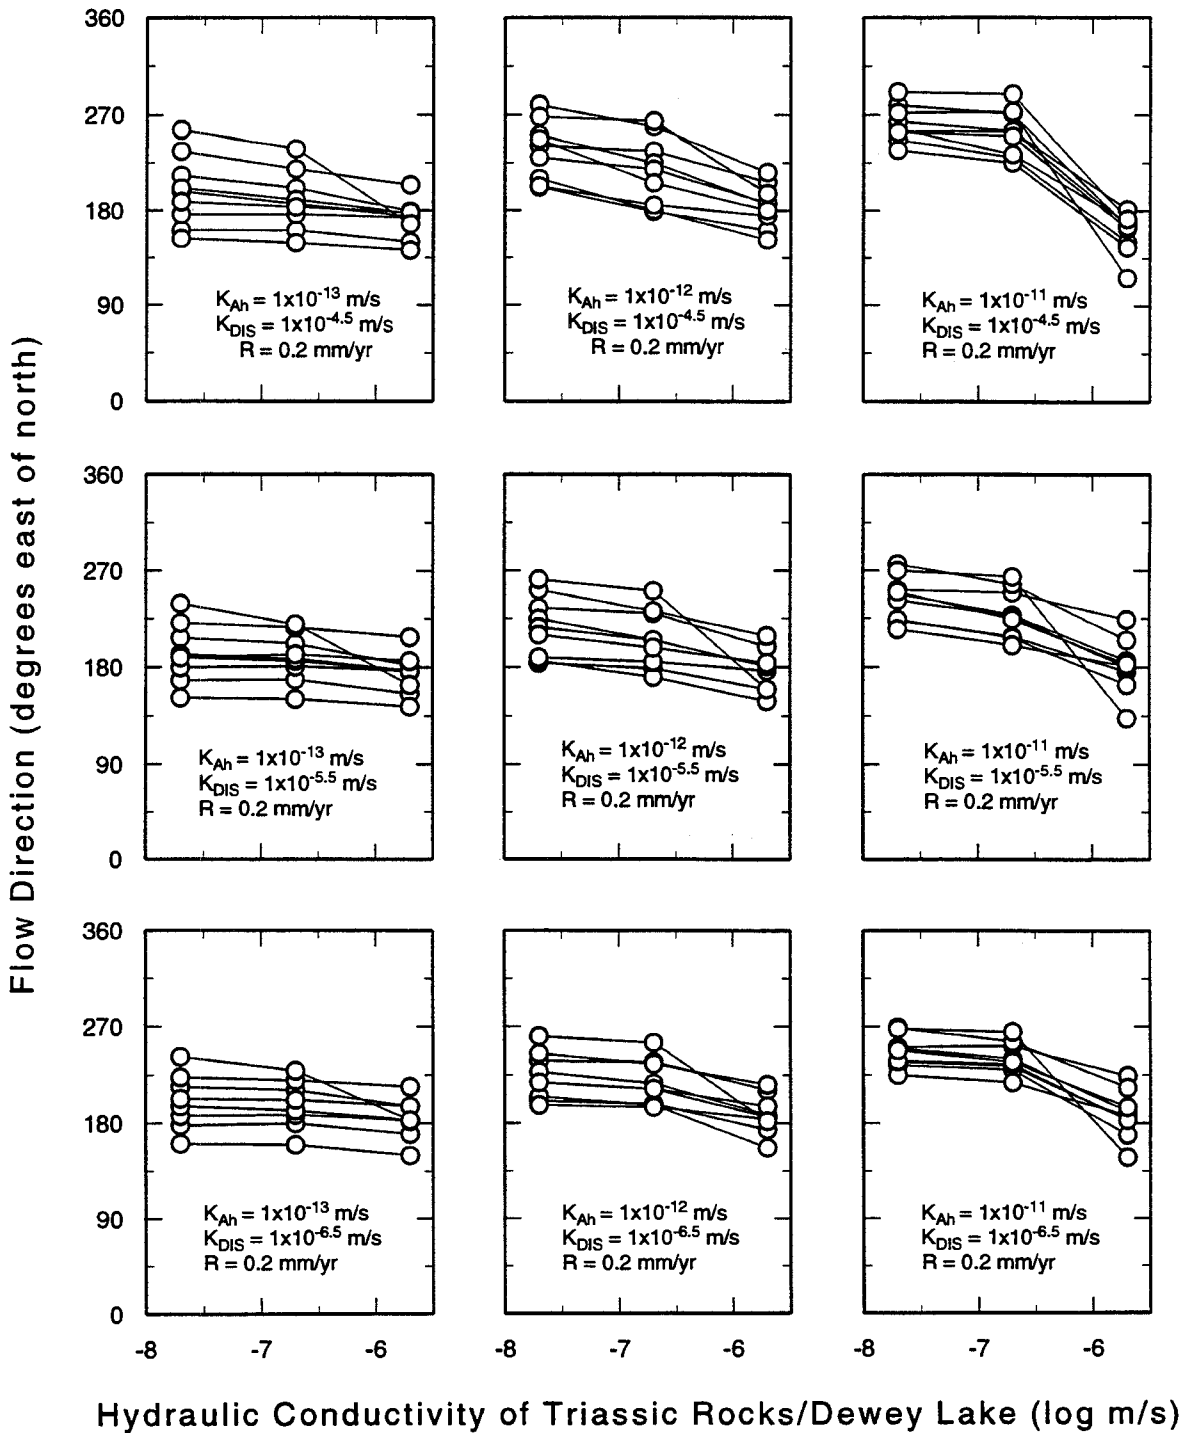 Flow Direction (degrees east of north)
360
270
180
90
0
K_Ah = 1x10^-13 m/s
K_DIS = 1x10^-4.5 m/s
R = 0.2 mm/yr
K_Ah = 1x10^-12 m/s
K_DIS = 1x10^-4.5 m/s
R = 0.2 mm/yr
K_Ah = 1x10^-11 m/s
K_DIS = 1x10^-4.5 m/s
R = 0.2 mm/yr
360
270
180
90
0
K_Ah = 1x10^-13 m/s
K_DIS = 1x10^-5.5 m/s
R = 0.2 mm/yr
K_Ah = 1x10^-12 m/s
K_DIS = 1x10^-5.5 m/s
R = 0.2 mm/yr
K_Ah = 1x10^-11 m/s
K_DIS = 1x10^-5.5 m/s
R = 0.2 mm/yr
360
270
180
90
0
K_Ah = 1x10^-13 m/s
K_DIS = 1x10^-6.5 m/s
R = 0.2 mm/yr
K_Ah = 1x10^-12 m/s
K_DIS = 1x10^-6.5 m/s
R = 0.2 mm/yr
K_Ah = 1x10^-11 m/s
K_DIS = 1x10^-6.5 m/s
R = 0.2 mm/yr
-8 -7 -6 -8 -7 -6 -8 -7 -6
Hydraulic Conductivity of Triassic Rocks/Dewey Lake (log m/s)